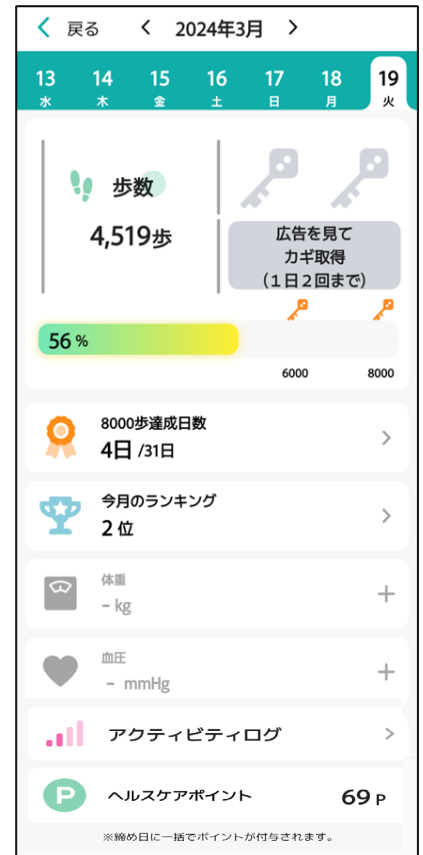 戻る
2024年3月
13 14 15 16 17 18 19
水 木 金 土 日 月 火
歩数
4,519歩
広告を見て
カギ取得
(1日2回まで)
56 %
6000 8000
8000歩達成日数
4日 /31日
今月のランキング
2 位
体重
- kg
血圧
- mmHg
アクティビティログ
P ヘルスケアポイント 69 P
※締め日に一括でポイントが付与されます。